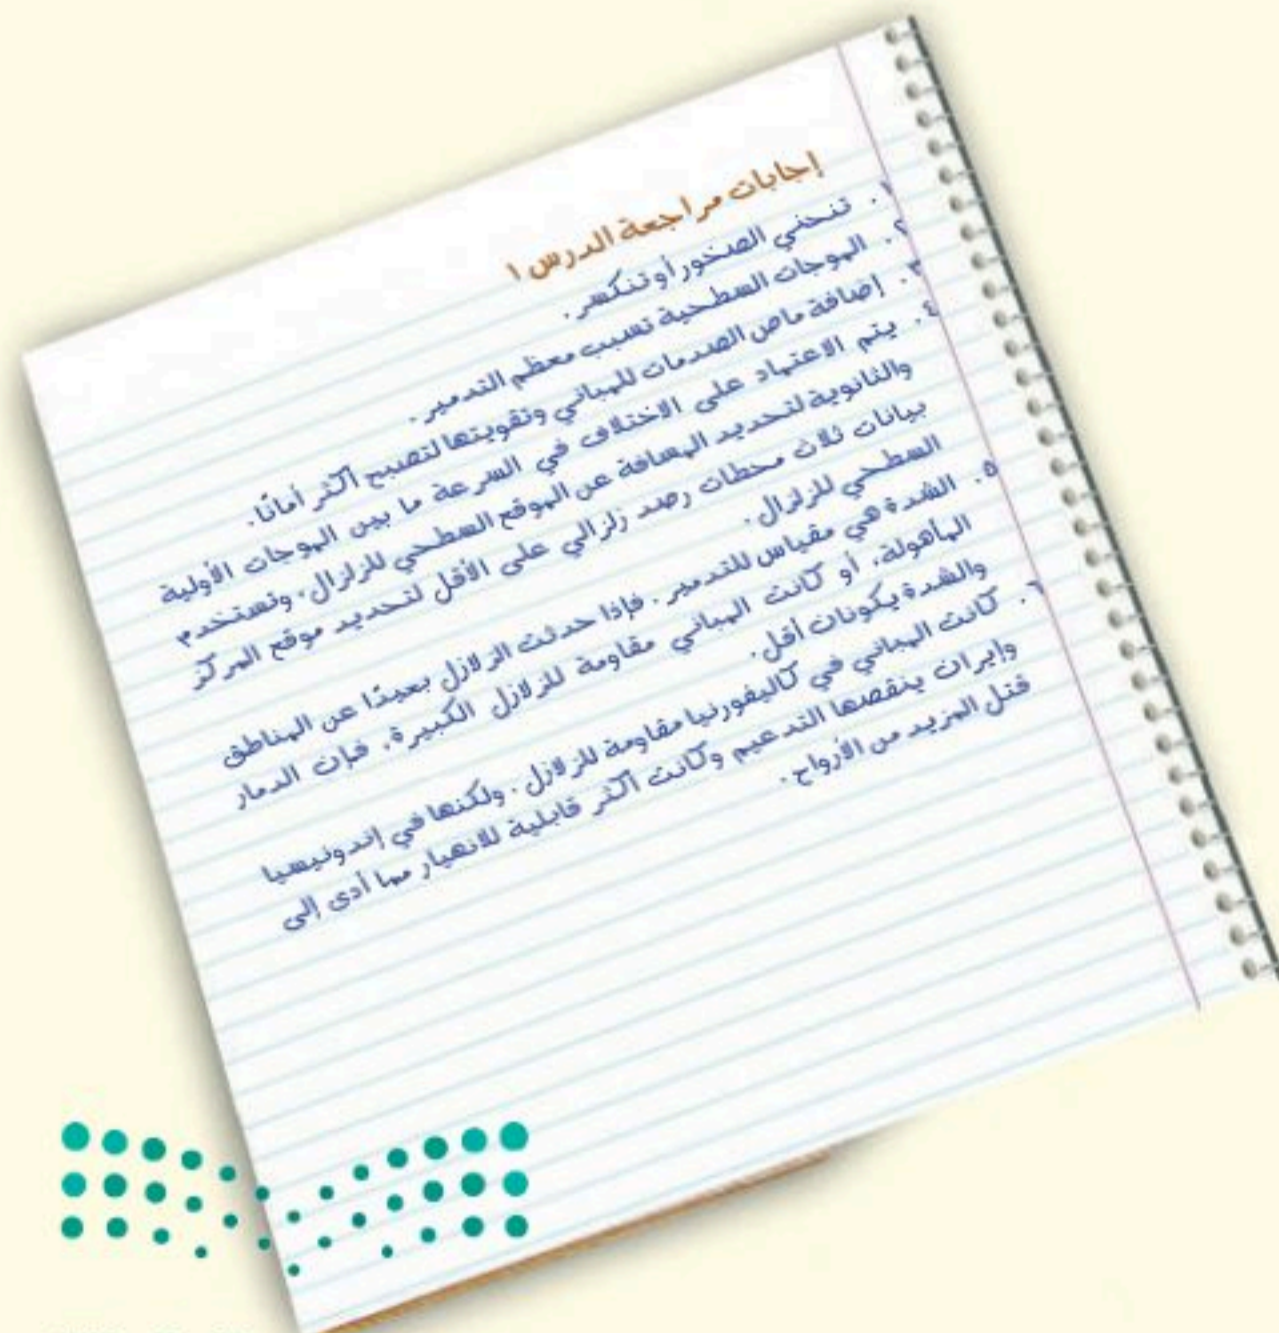 إجابات مراجعة الدرس ١
١. تنحني الصخور أو تنكسر.
٢. الموجات السطحية تسبب معظم التدمير.
٣. إضافة ماص الصدمات للمباني وتقويتها لتصبح أكثر أمانًا.
٤. يتم الاعتماد على الاختلاف في السرعة ما بين الموجات الأولية
والثانوية لتحديد المسافة عن الموقع السطحي للزلزال، وتستخدم
بيانات ثلاث محطات رصد زلزالي على الأقل لتحديد موقع المركز
السطحي للزلزال.
٥. الشدة هي مقياس للتدمير. فإذا حدثت الزلازل بعيدًا عن المناطق
المأهولة، أو كانت المباني مقاومة للزلازل الكبيرة، فإن الدمار
والشدة يكونان أقل.
٦. كانت المباني في كاليفورنيا مقاومة للزلازل. ولكنها في إندونيسيا
وإيران ينقصها التدعيم وكانت أكثر قابلية للانهيار مما أدى إلى
قتل المزيد من الأرواح.